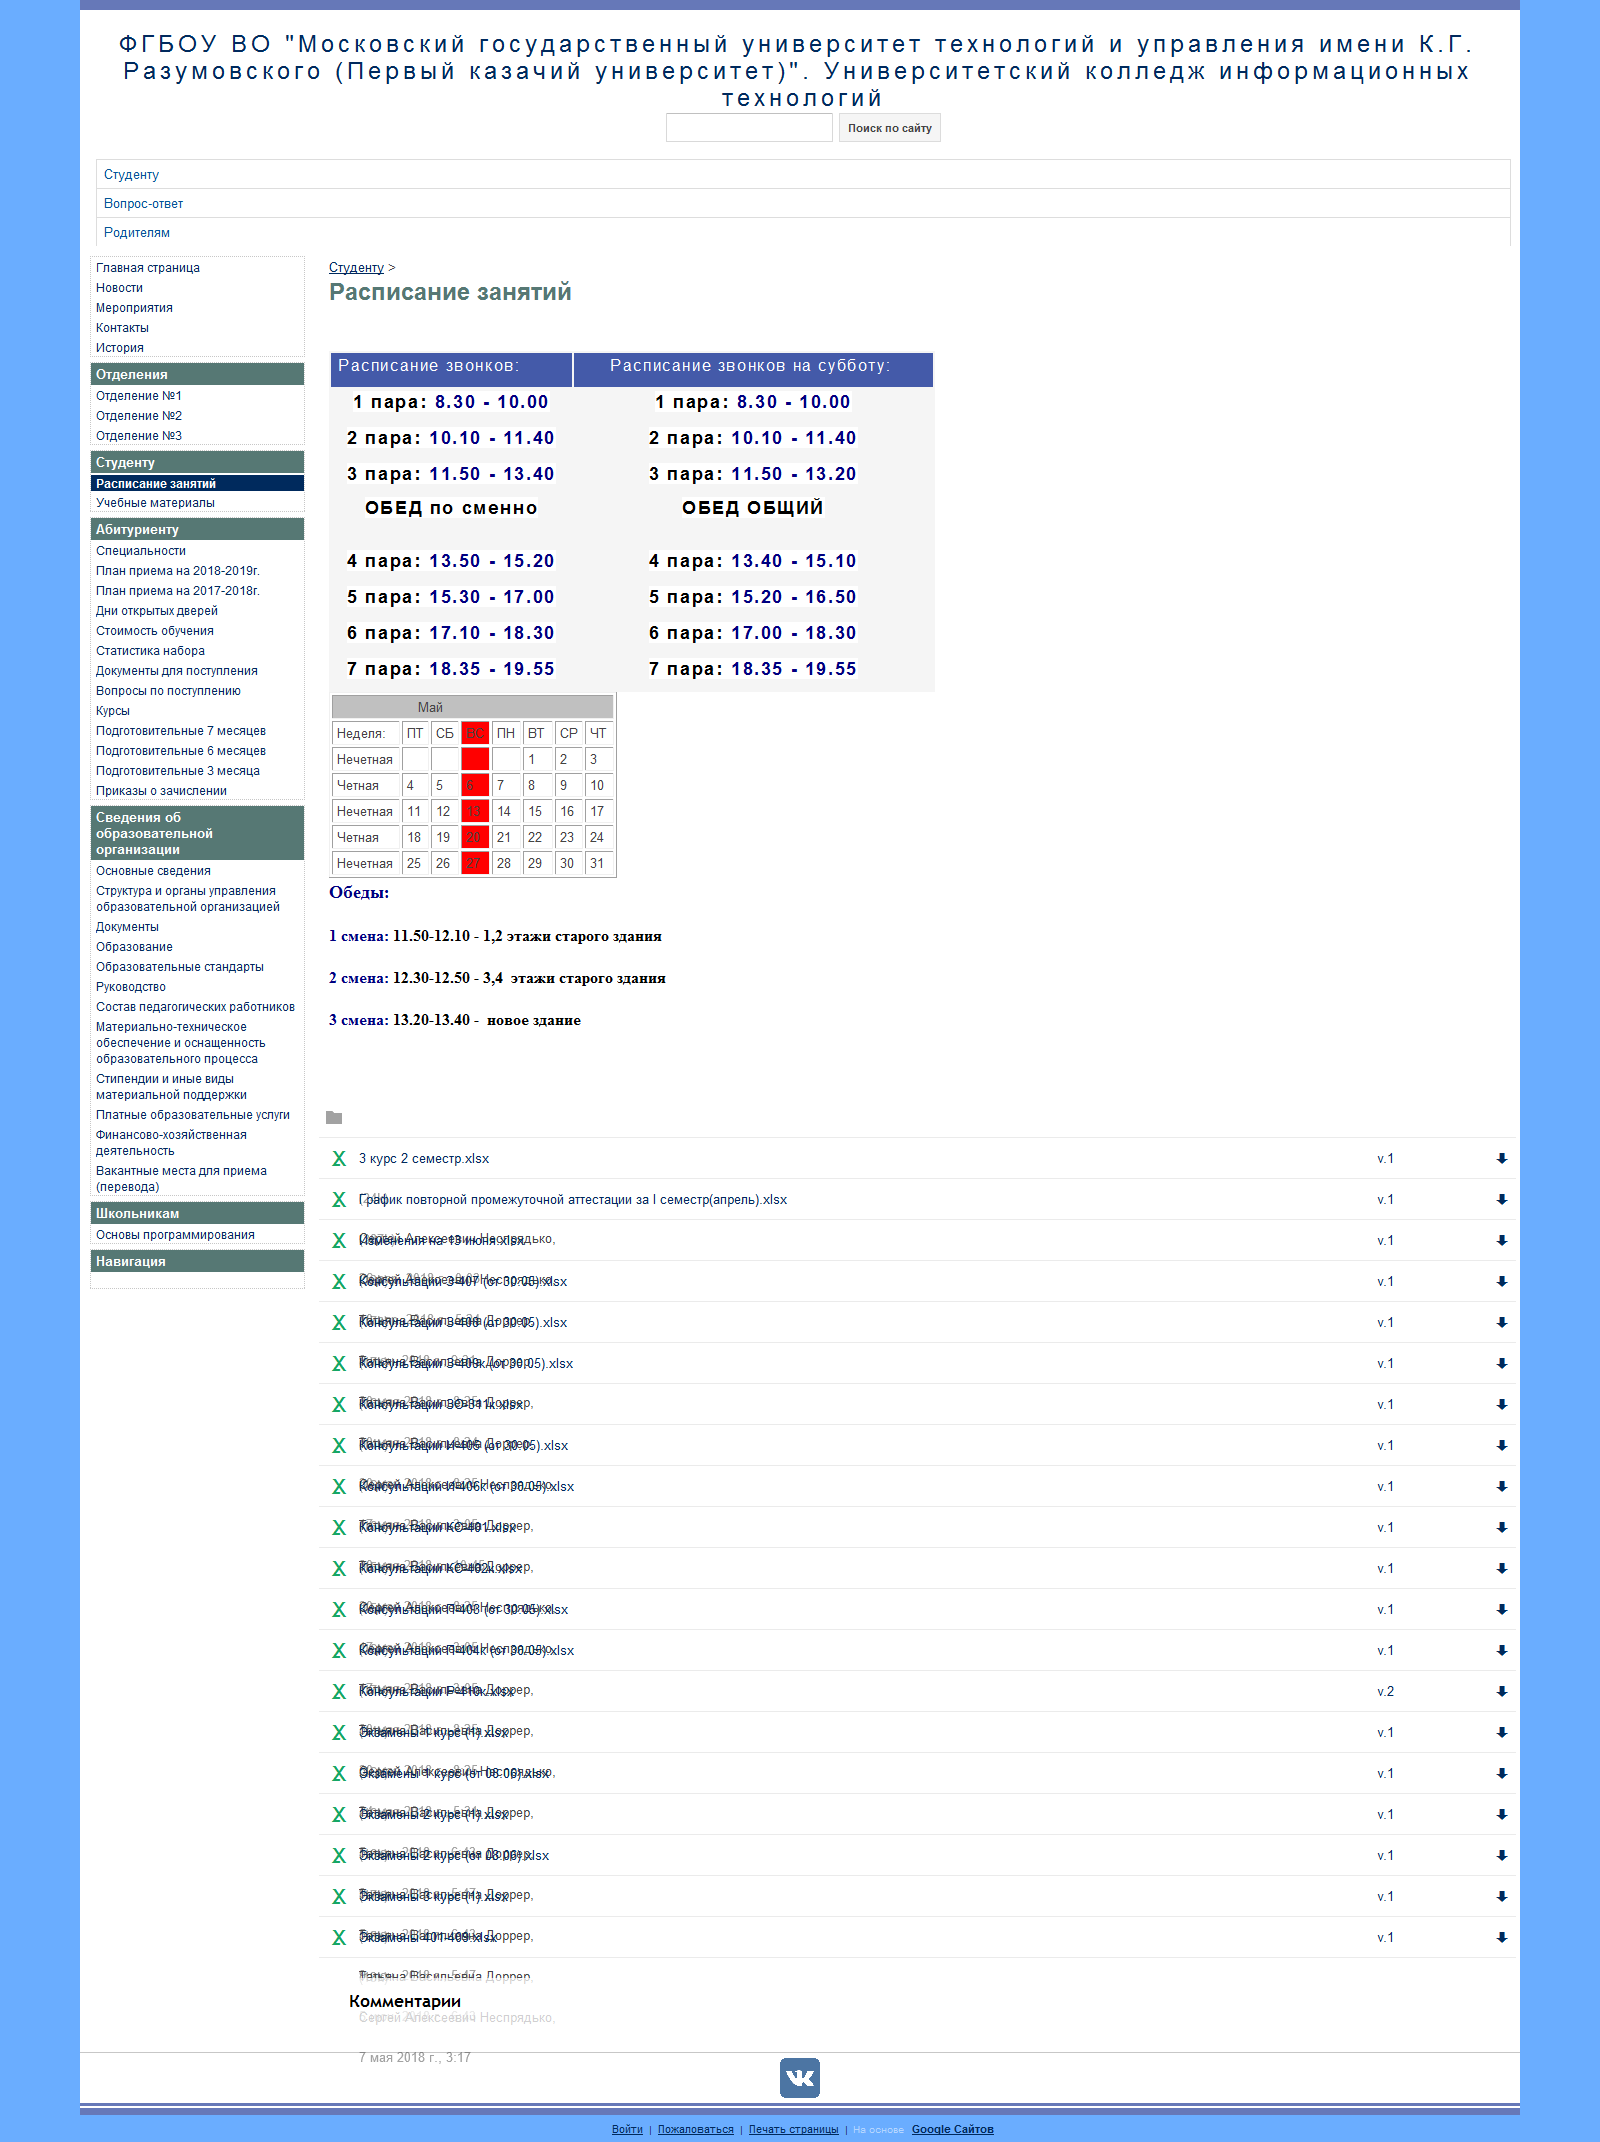 ФГБОУ ВО "Московский государственный университет технологий и управления имени К.Г.
Разумовского (Первый казачий университет)". Университетский колледж информационных
технологий
Поиск по сайту
Студенту
Вопрос-ответ
Родителям
Главная страница
Новости
Мероприятия
Контакты
История
Отделения
Отделение №1
Отделение №2
Отделение №3
Студенту
Расписание занятий
Учебные материалы
Абитуриенту
Специальности
План приема на 2018-2019г.
План приема на 2017-2018г.
Дни открытых дверей
Стоимость обучения
Статистика набора
Документы для поступления
Вопросы по поступлению
Курсы
Подготовительные 7 месяцев
Подготовительные 6 месяцев
Подготовительные 3 месяца
Приказы о зачислении
Сведения об
образовательной
организации
Основные сведения
Структура и органы управления
образовательной организацией
Документы
Образование
Образовательные стандарты
Руководство
Состав педагогических работников
Материально-техническое
обеспечение и оснащенность
образовательного процесса
Стипендии и иные виды
материальной поддержки
Платные образовательные услуги
Финансово-хозяйственная
деятельность
Вакантные места для приема
(перевода)
Школьникам
Основы программирования
Навигация
Студенту >
Расписание занятий
Расписание звонков: Расписание звонков на субботу:
1 пара: 8.30 - 10.00 1 пара: 8.30 - 10.00
2 пара: 10.10 - 11.40 2 пара: 10.10 - 11.40
3 пара: 11.50 - 13.40 3 пара: 11.50 - 13.20
ОБЕД по сменно ОБЕД ОБЩИЙ
4 пара: 13.50 - 15.20 4 пара: 13.40 - 15.10
5 пара: 15.30 - 17.00 5 пара: 15.20 - 16.50
6 пара: 17.10 - 18.30 6 пара: 17.00 - 18.30
7 пара: 18.35 - 19.55 7 пара: 18.35 - 19.55
Май
Неделя: ПТ СБ ВС ПН ВТ СР ЧТ
Нечетная 1 2 3
Четная 4 5 6 7 8 9 10
Нечетная 11 12 13 14 15 16 17
Четная 18 19 20 21 22 23 24
Нечетная 25 26 27 28 29 30 31
Обеды:
1 смена: 11.50-12.10 - 1,2 этажи старого здания
2 смена: 12.30-12.50 - 3,4 этажи старого здания
3 смена: 13.20-13.40 - новое здание
3 курс 2 семестр.xlsx v.1
График повторной промежуточной аттестации за I семестр(апрель).xlsx v.1
Изменения на 13 июня.xlsx v.1
Консультации З-407 (от 30.05).xlsx v.1
Консультации З-408 (от 30.05).xlsx v.1
Консультации З-409к (от 30.05).xlsx v.1
Консультации ЗО-311к.xlsx v.1
Консультации И-405 (от 30.05).xlsx v.1
Консультации И-406к (от 30.05).xlsx v.1
Консультации КС-401.xlsx v.1
Консультации КС-402к.xlsx v.1
Консультации П-403 (от 30.05).xlsx v.1
Консультации П-404к (от 30.05).xlsx v.1
Консультации Р-410к.xlsx v.2
Экзамены 1 курс (1).xlsx v.1
Экзамены 1 курс (от 08.06).xlsx v.1
Экзамены 2 курс (1).xlsx v.1
Экзамены 2 курс (от 08.06).xlsx v.1
Экзамены 3 курс (1).xlsx v.1
Экзамены 401-409.xlsx v.1
Татьяна Васильевна Доррер,
Комментарии
Сергей Алексеевич Неспрядько,
7 мая 2018 г., 3:17
Войти | Пожаловаться | Печать страницы | На основе Google Сайтов